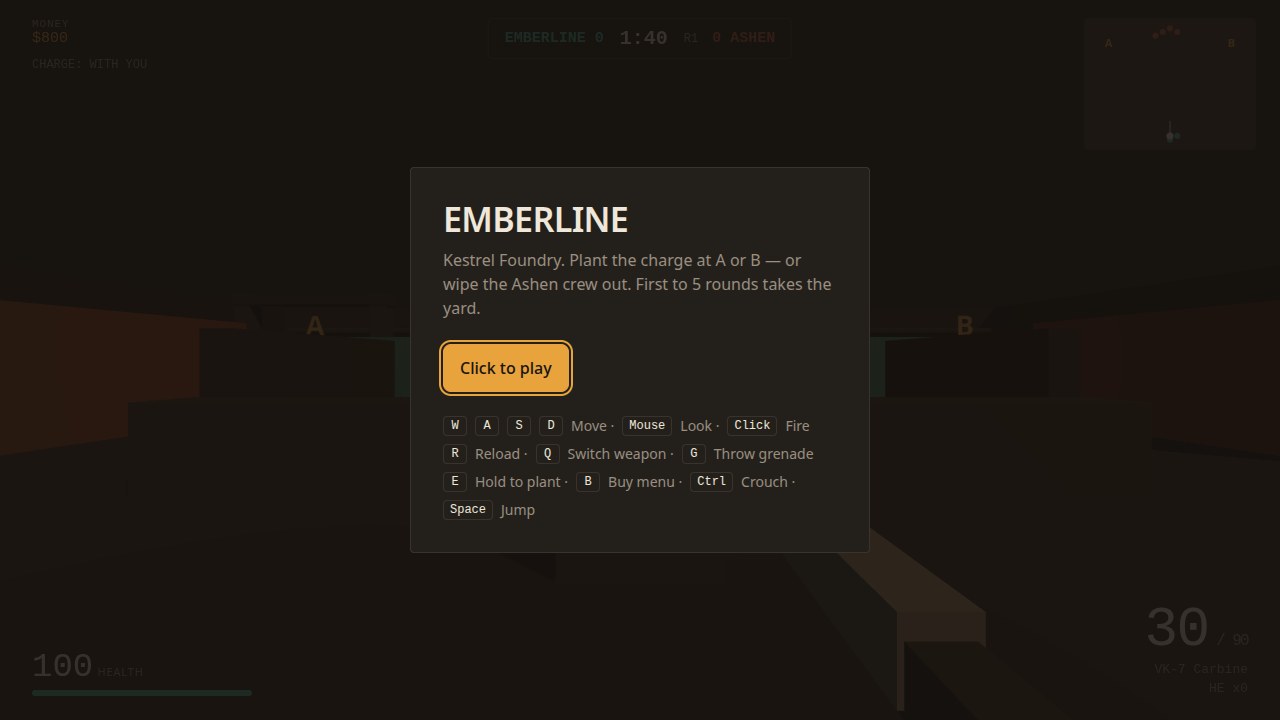 MONEY
$800
CHARGE: WITH YOU
EMBERLINE 0 1:40 R1 0 ASHEN
A B
A B
EMBERLINE
Kestrel Foundry. Plant the charge at A or B — or
wipe the Ashen crew out. First to 5 rounds takes the
yard.
Click to play
W A S D Move · Mouse Look · Click Fire
R Reload · Q Switch weapon · G Throw grenade
E Hold to plant · B Buy menu · Ctrl Crouch ·
Space Jump
100 HEALTH
30 / 90
VK-7 Carbine
HE x0